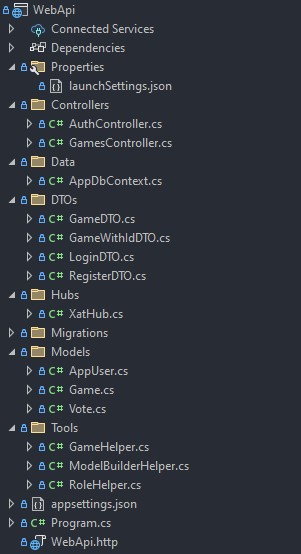 WebApi
Connected Services
Dependencies
Properties
launchSettings.json
Controllers
C# AuthController.cs
C# GamesController.cs
Data
C# AppDbContext.cs
DTOs
C# GameDTO.cs
C# GameWithIdDTO.cs
C# LoginDTO.cs
C# RegisterDTO.cs
Hubs
C# XatHub.cs
Migrations
Models
C# AppUser.cs
C# Game.cs
C# Vote.cs
Tools
C# GameHelper.cs
C# ModelBuilderHelper.cs
C# RoleHelper.cs
appsettings.json
C# Program.cs
WebApi.http